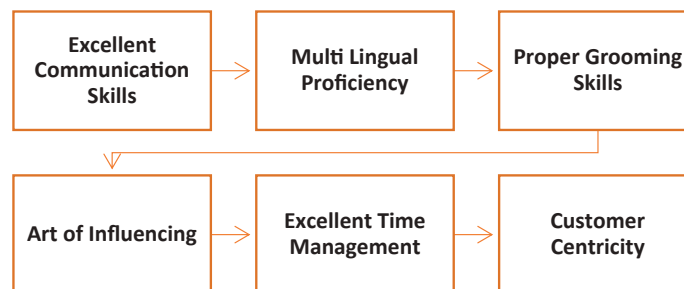 Excellent
Communication
Skills
Multi Lingual
Proficiency
Proper Grooming
Skills
Art of Influencing
Excellent Time
Management
Customer
Centricity